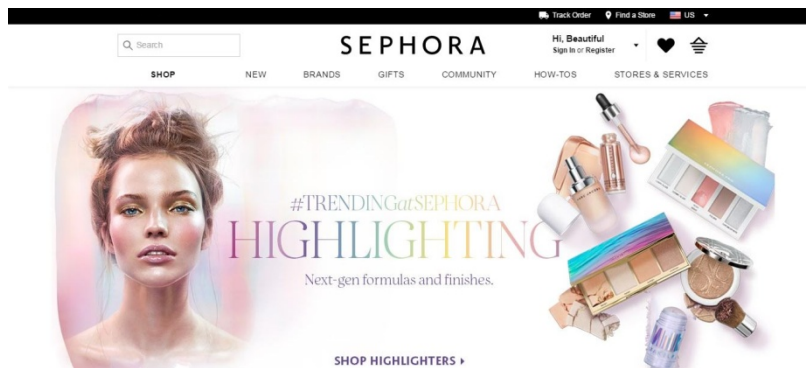 Track Order Find a Store US
Search
SEPHORA
Hi, Beautiful
Sign In or Register
SHOP NEW BRANDS GIFTS COMMUNITY HOW-TOS STORES & SERVICES
#TRENDINGatSEPHORA
HIGHLIGHTING
Next-gen formulas and finishes.
SHOP HIGHLIGHTERS